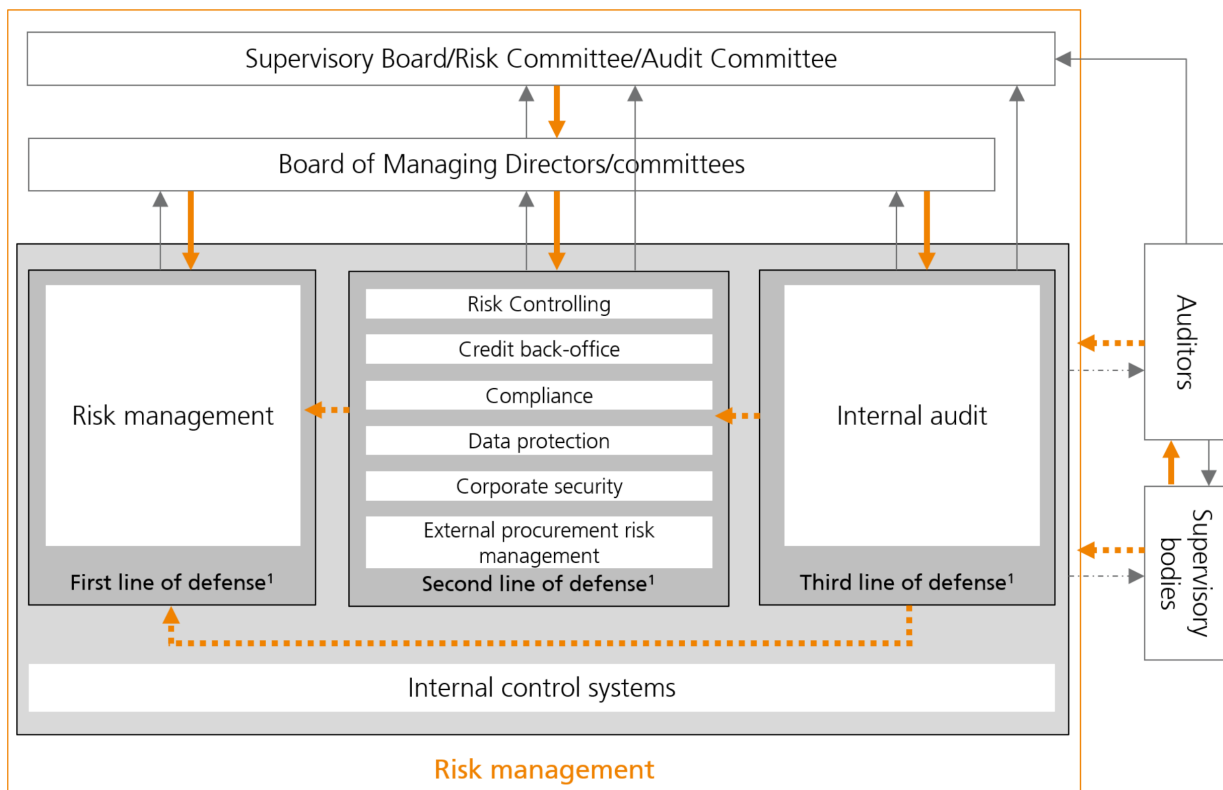 Supervisory Board/Risk Committee/Audit Committee
Board of Managing Directors/committees
Risk management
First line of defense¹
Risk Controlling
Credit back-office
Compliance
Data protection
Corporate security
External procurement risk
management
Second line of defense¹
Internal audit
Third line of defense¹
Internal control systems
Risk management
Auditors
Supervisory
bodies